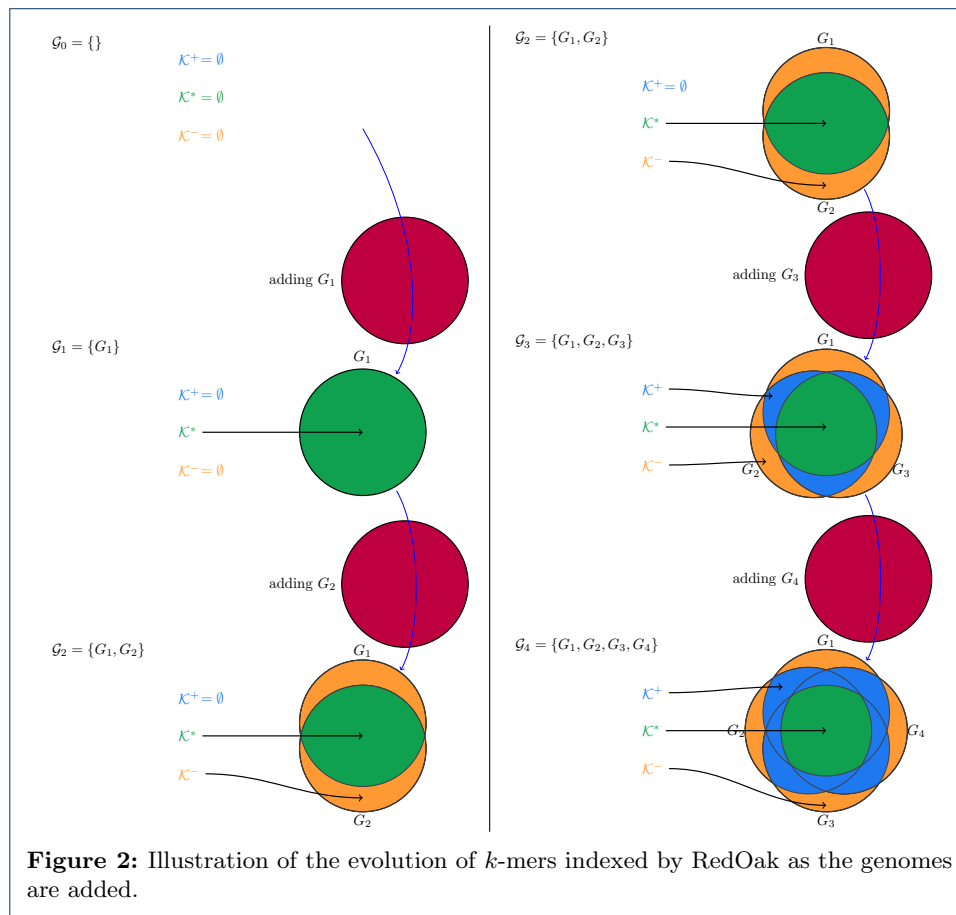 𝒢₀ = {}
𝒦⁺ = ∅
𝒦* = ∅
𝒦⁻ = ∅
adding G₁
𝒢₁ = {G₁}
G₁
𝒦⁺ = ∅
𝒦*
𝒦⁻ = ∅
adding G₂
𝒢₂ = {G₁, G₂}
G₁
𝒦⁺ = ∅
𝒦*
𝒦⁻
G₂
𝒢₂ = {G₁, G₂}
G₁
𝒦⁺ = ∅
𝒦*
𝒦⁻
G₂
adding G₃
𝒢₃ = {G₁, G₂, G₃}
G₁
𝒦⁺
𝒦*
𝒦⁻
G₂ G₃
adding G₄
𝒢₄ = {G₁, G₂, G₃, G₄}
G₁
𝒦⁺
𝒦* G₂ G₄
𝒦⁻
G₃
Figure 2: Illustration of the evolution of k-mers indexed by RedOak as the genomes
are added.